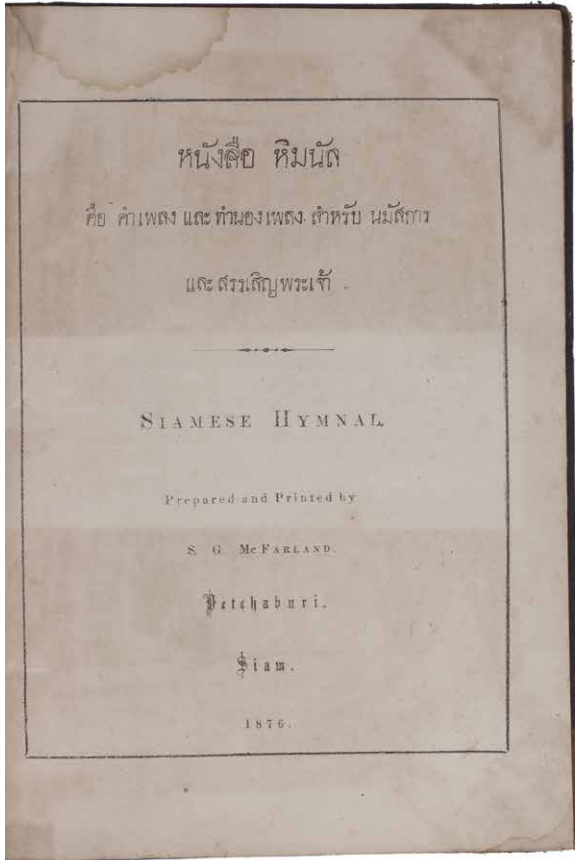 หนังสือ หิมนัล
คือ คำเพลง และ ทำนองเพลง สำหรับ นมัสการ
และ สรรเสิญพระเจ้า
SIAMESE HYMNAL.
Prepared and Printed by
S. G. McFARLAND.
Petchaburi,
Siam.
1876.